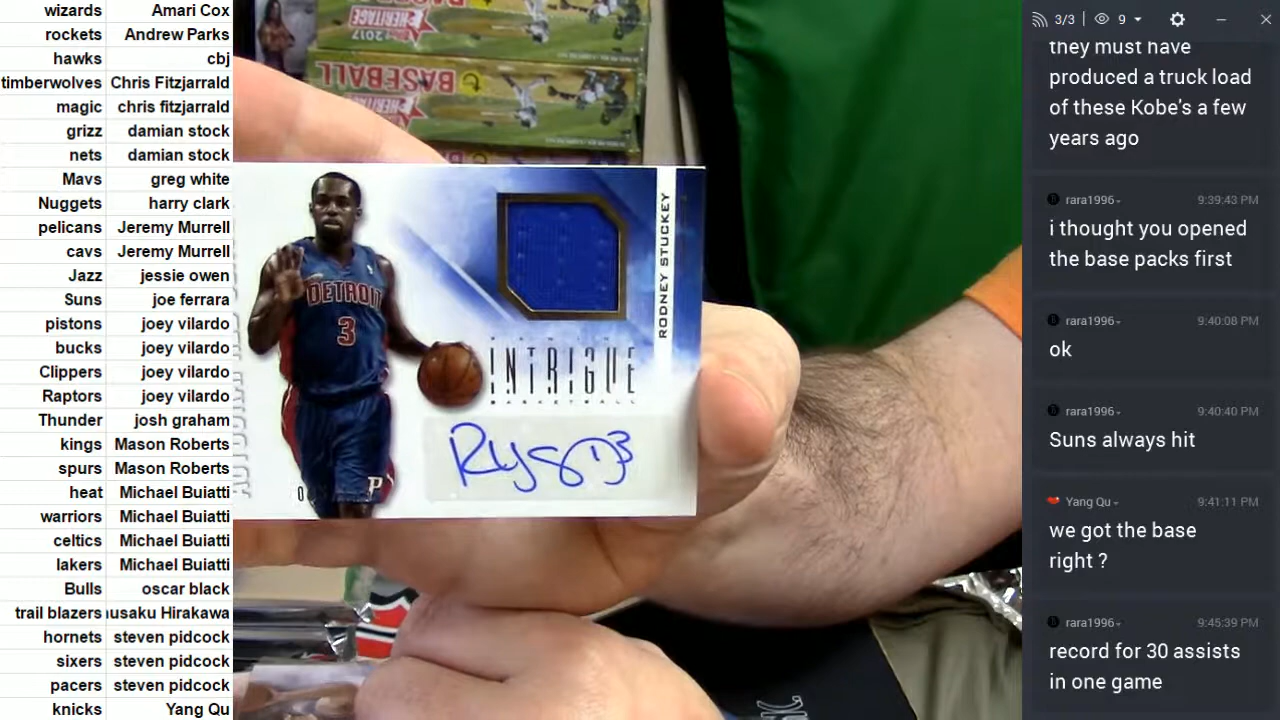 wizards Amari Cox
rockets Andrew Parks
hawks cbj
timberwolves Chris Fitzjarrald
magic chris fitzjarrald
grizz damian stock
nets damian stock
Mavs greg white
Nuggets harry clark
pelicans Jeremy Murrell
cavs Jeremy Murrell
Jazz jessie owen
Suns joe ferrara
pistons joey vilardo
bucks joey vilardo
Clippers joey vilardo
Raptors joey vilardo
Thunder josh graham
kings Mason Roberts
spurs Mason Roberts
heat Michael Buiatti
warriors Michael Buiatti
celtics Michael Buiatti
lakers Michael Buiatti
Bulls oscar black
trail blazers usaku Hirakawa
hornets steven pidcock
sixers steven pidcock
pacers steven pidcock
knicks Yang Qu
HERITAGE
2017
BASEBALL
HERITAGE
RODNEY STUCKEY
DETROIT
3
PANINI
INTRIGUE
BASKETBALL
3/3 9
they must have
produced a truck load
of these Kobe's a few
years ago
rara1996 9:39:43 PM
i thought you opened
the base packs first
rara1996 9:40:08 PM
ok
rara1996 9:40:40 PM
Suns always hit
Yang Qu 9:41:11 PM
we got the base
right ?
rara1996 9:45:39 PM
record for 30 assists
in one game